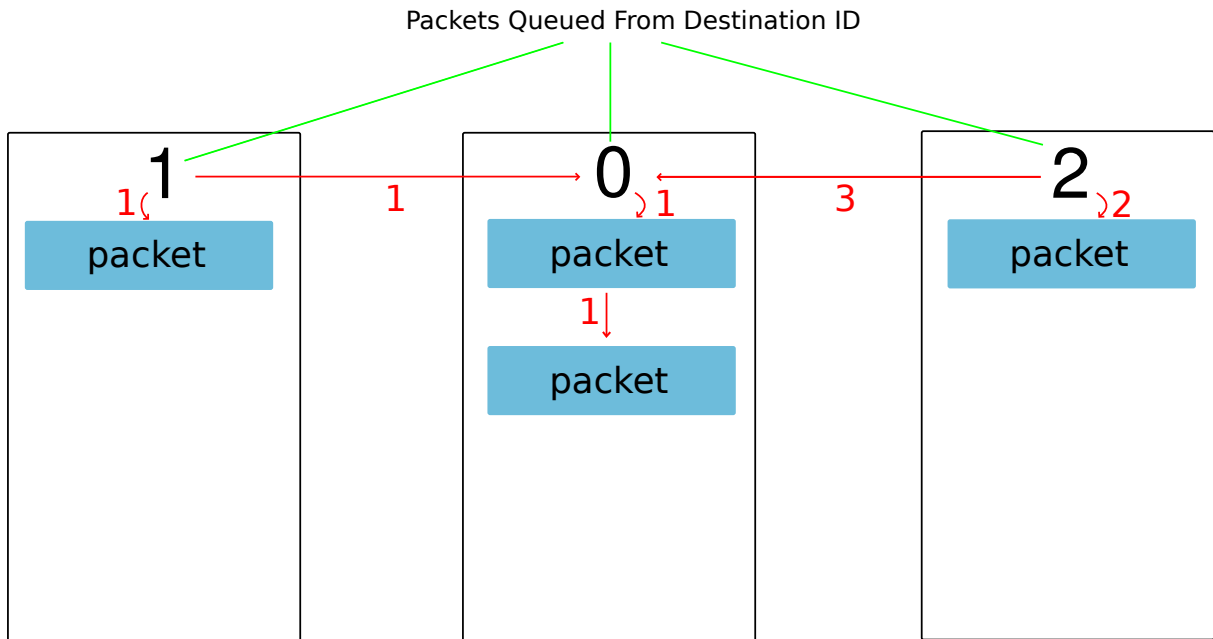 Packets Queued From Destination ID
1 0 2
1 3
1 1 2
packet packet packet
1
packet